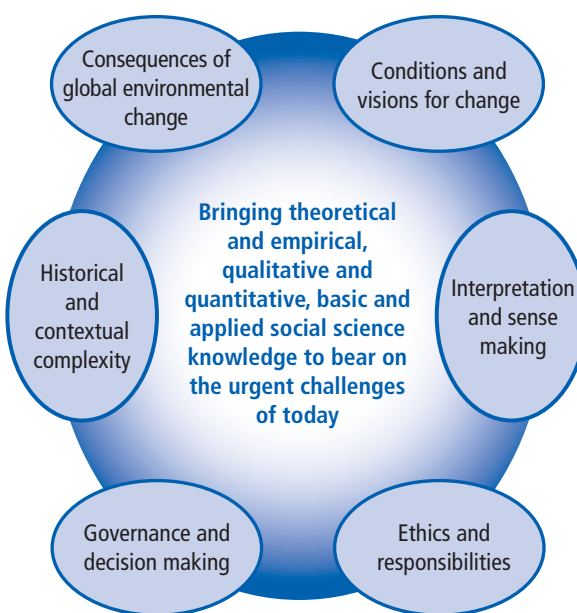 Consequences of
global environmental
change
Conditions and
visions for change
Historical
and
contextual
complexity
Bringing theoretical
and empirical,
qualitative and
quantitative, basic and
applied social science
knowledge to bear on
the urgent challenges
of today
Interpretation
and sense
making
Governance and
decision making
Ethics and
responsibilities